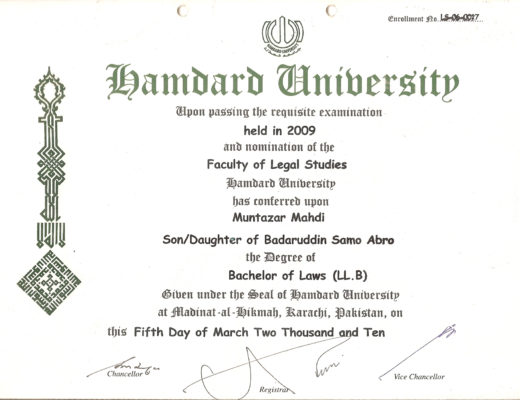 Enrollment No. LS-06-0037
HAMDARD UNIVERSITY
Hamdard University
Upon passing the requisite examination
held in 2009
and nomination of the
Faculty of Legal Studies
Hamdard University
has conferred upon
Muntazar Mahdi
Son/Daughter of Badaruddin Samo Abro
the Degree of
Bachelor of Laws (LL.B)
Given under the Seal of Hamdard University
at Madinat-al-Hikmah, Karachi, Pakistan, on
this Fifth Day of March Two Thousand and Ten
Chancellor
Registrar
Vice Chancellor